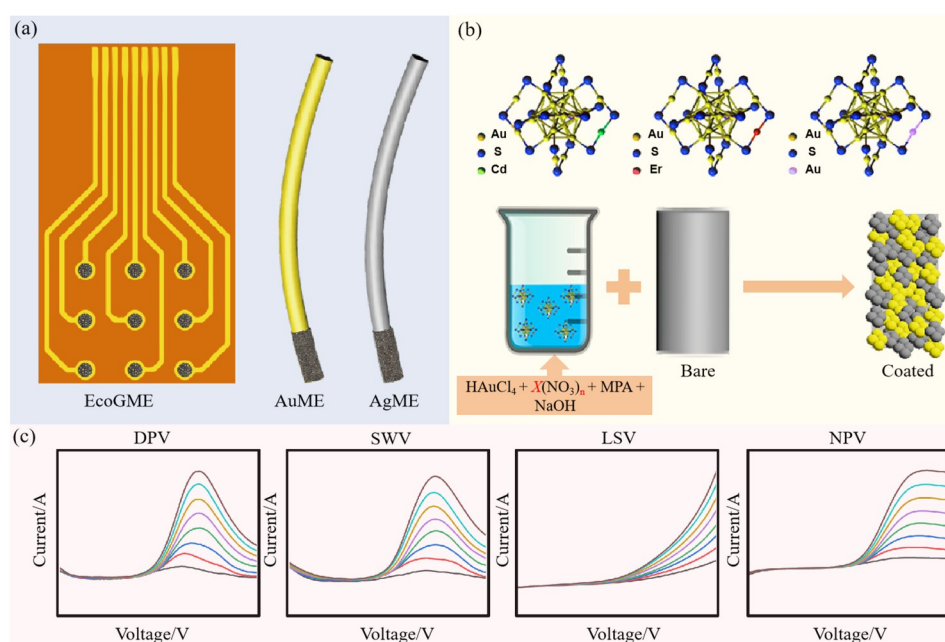 (a)
EcoGME
AuME
AgME
(b)
Au
S
Cd
Au
S
Er
Au
S
Au
HAuCl₄ + X(NO₃)ₙ + MPA +
NaOH
Bare
Coated
(c)
DPV
Current/A
Voltage/V
SWV
Current/A
Voltage/V
LSV
Current/A
Voltage/V
NPV
Current/A
Voltage/V